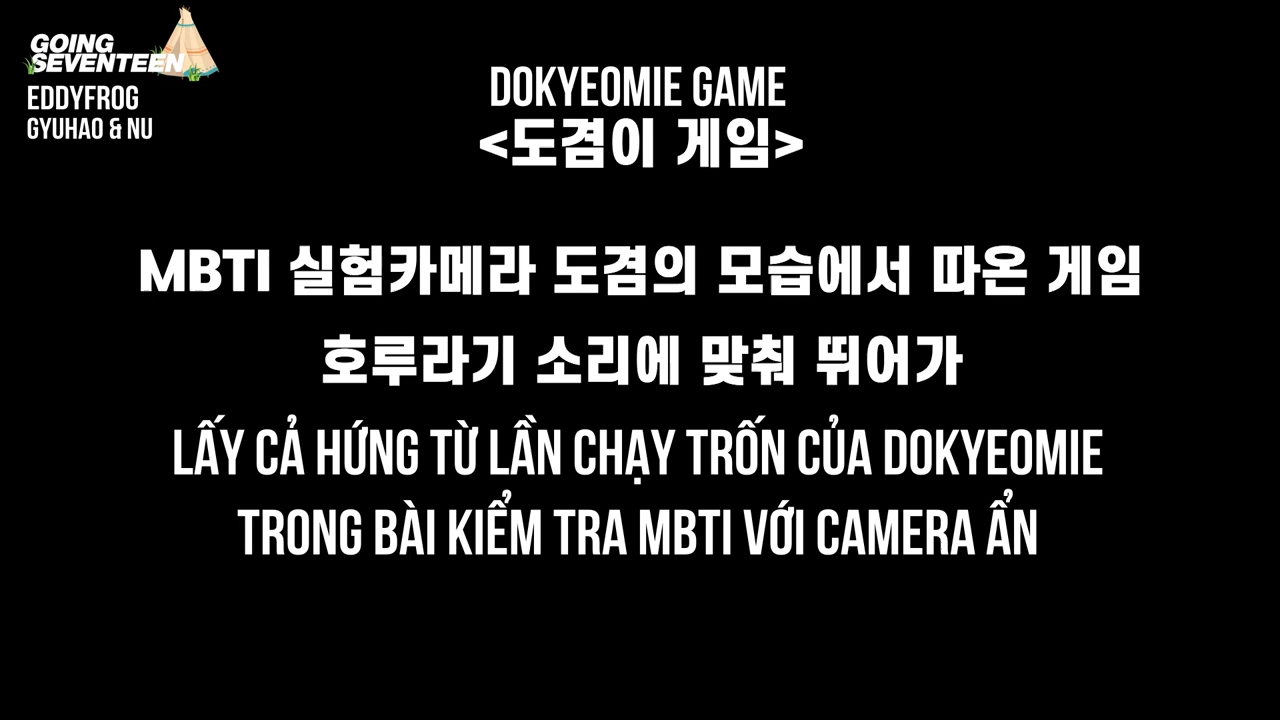 GOING
SEVENTEEN
EDDYFROG
GYUHAO & NU
DOKYEOMIE GAME
<도겸이 게임>
MBTI 실험카메라 도겸의 모습에서 따온 게임
호루라기 소리에 맞춰 뛰어가
LẤY CẢ HỨNG TỪ LẦN CHẠY TRỐN CỦA DOKYEOMIE
TRONG BÀI KIỂM TRA MBTI VỚI CAMERA ẨN